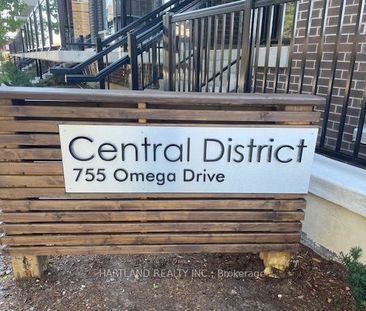 Central District
755 Omega Drive
HARTLAND REALTY INC., Brokerage